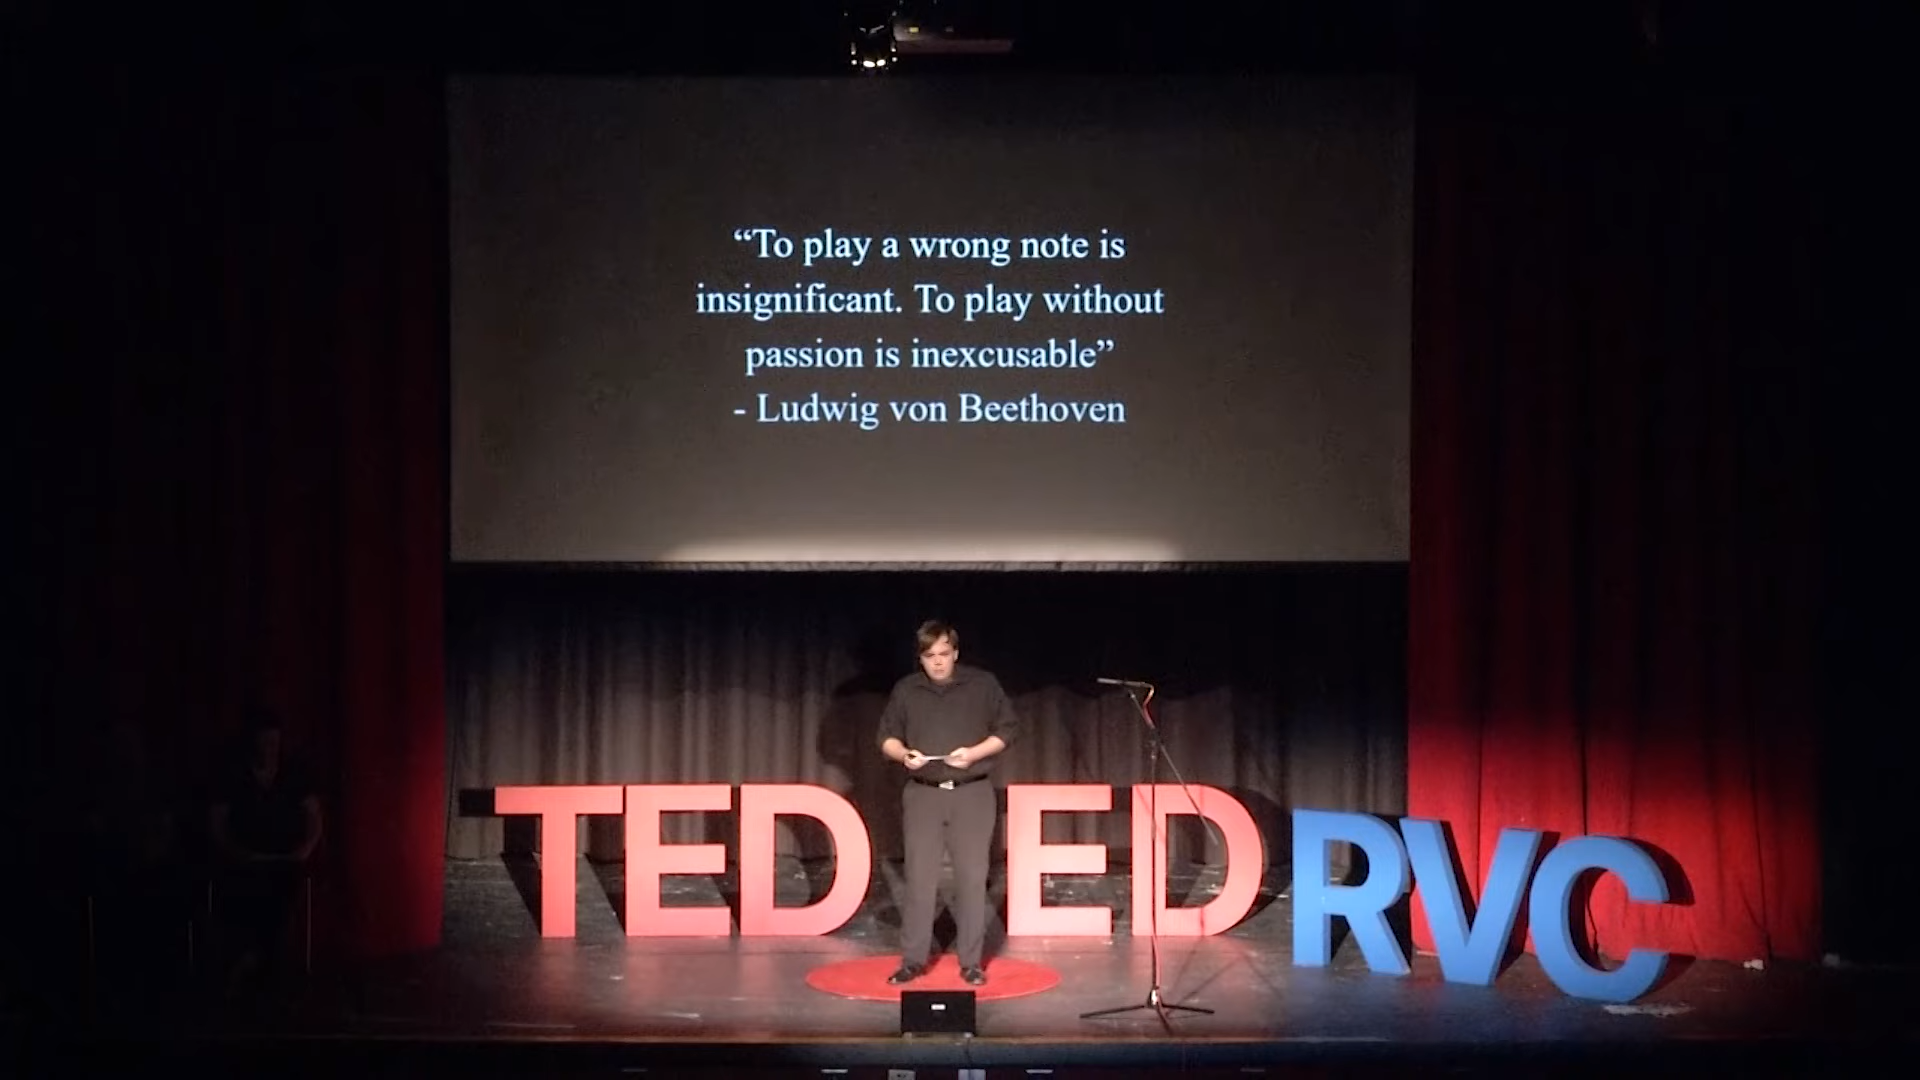 “To play a wrong note is
insignificant. To play without
passion is inexcusable”
- Ludwig von Beethoven
TED ED RVC